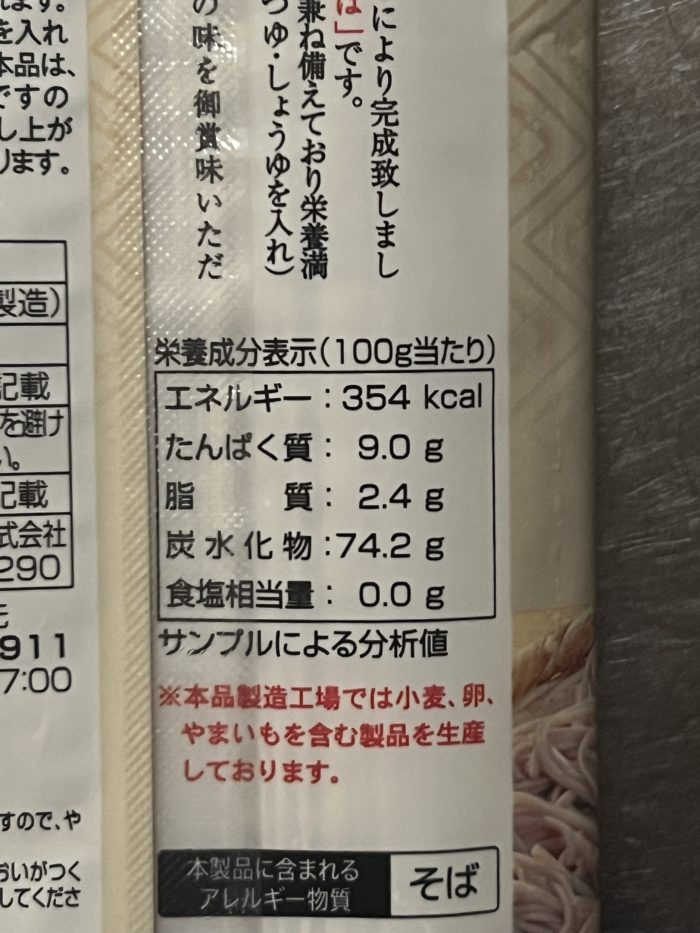 により完成致しまし
は」です。
兼ね備えており栄養満
つゆ・しょうゆを入れ)
の味を御賞味いただ
ます。
を入れ
本品は、
ですの
し上が
ります。
製造)
記載
を避け
い。
記載
式会社
290
911
7:00
すので、や
おいがつく
してくださ
栄養成分表示(100g当たり)
エネルギー:354 kcal
たんぱく質: 9.0 g
脂 質: 2.4 g
炭水化物:74.2 g
食塩相当量: 0.0 g
サンプルによる分析値
※本品製造工場では小麦、卵、
やまいもを含む製品を生産
しております。
本製品に含まれる
アレルギー物質
そば